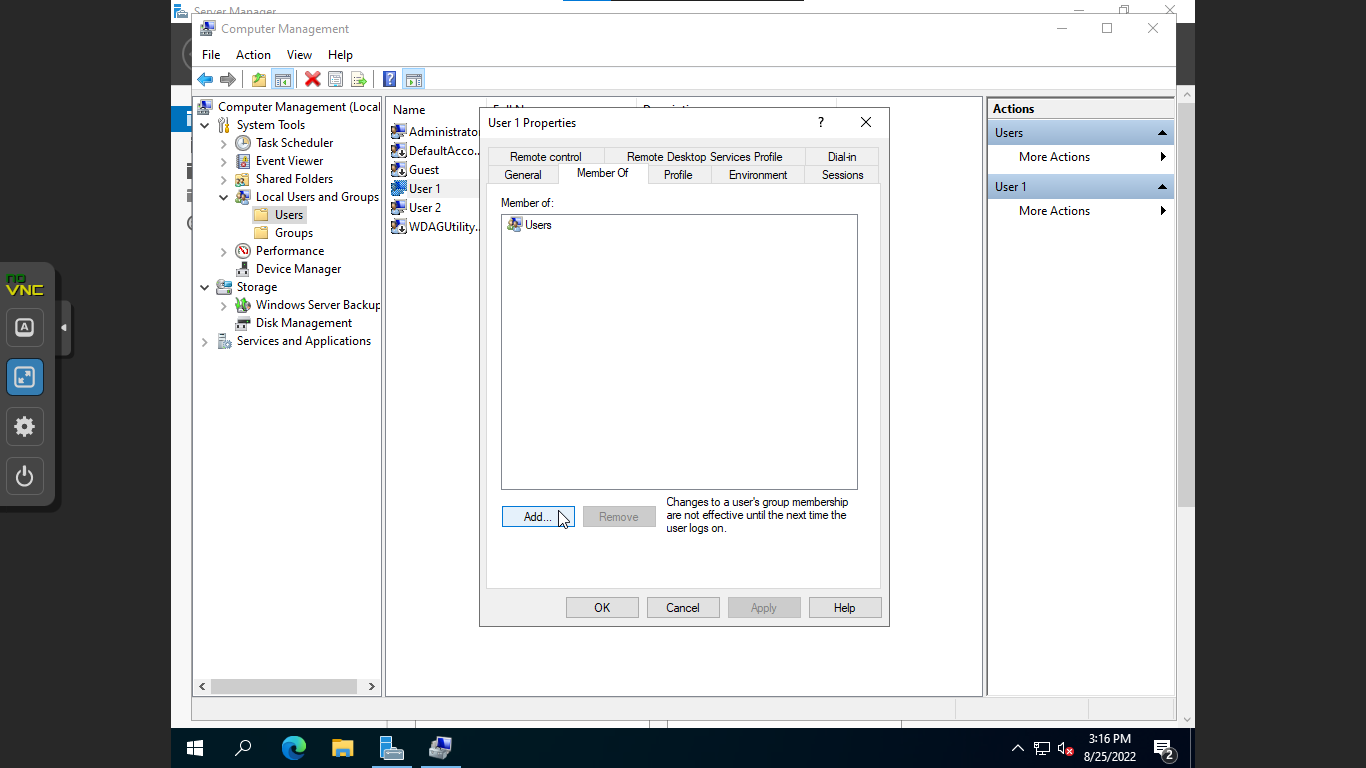 Server Manager
Computer Management
File Action View Help
Computer Management (Local
System Tools
Task Scheduler
Event Viewer
Shared Folders
Local Users and Groups
Users
Groups
Performance
Device Manager
Storage
Windows Server Backup
Disk Management
Services and Applications
Name
Administrator
DefaultAcco...
Guest
User 1
User 2
WDAGUtility...
User 1 Properties
?
Remote control Remote Desktop Services Profile Dial-in
General Member Of Profile Environment Sessions
Member of:
Users
Add... Remove
Changes to a user's group membership
are not effective until the next time the
user logs on.
OK Cancel Apply Help
Actions
Users
More Actions
User 1
More Actions
no
VNC
A
3:16 PM
8/25/2022
2